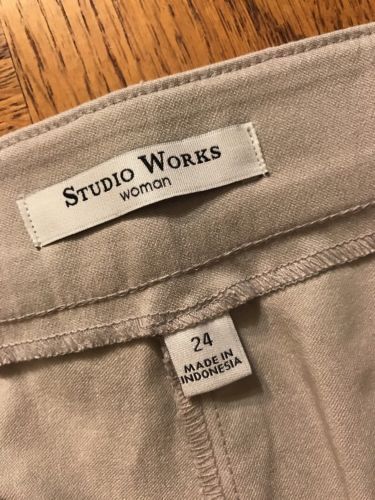 STUDIO WORKS
woman
24
MADE IN
INDONESIA